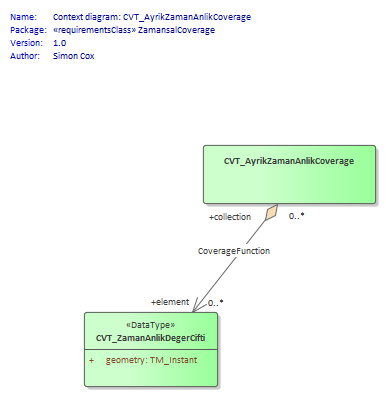 Name: Context diagram: CVT_AyrikZamanAnlikCoverage
Package: «requirementsClass» ZamansalCoverage
Version: 1.0
Author: Simon Cox
CVT_AyrikZamanAnlikCoverage
+collection 0..*
CoverageFunction
+element 0..*
«DataType»
CVT_ZamanAnlikDegerCifti
+ geometry: TM_Instant